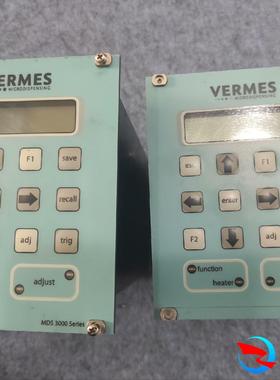 VERMES
MICRODISPENSING
F1
save
recall
adj
trig
adjust
MDS 3000 Series
VERMES
MICRODISPENSING
F1
enter
F2
adj
function
heater